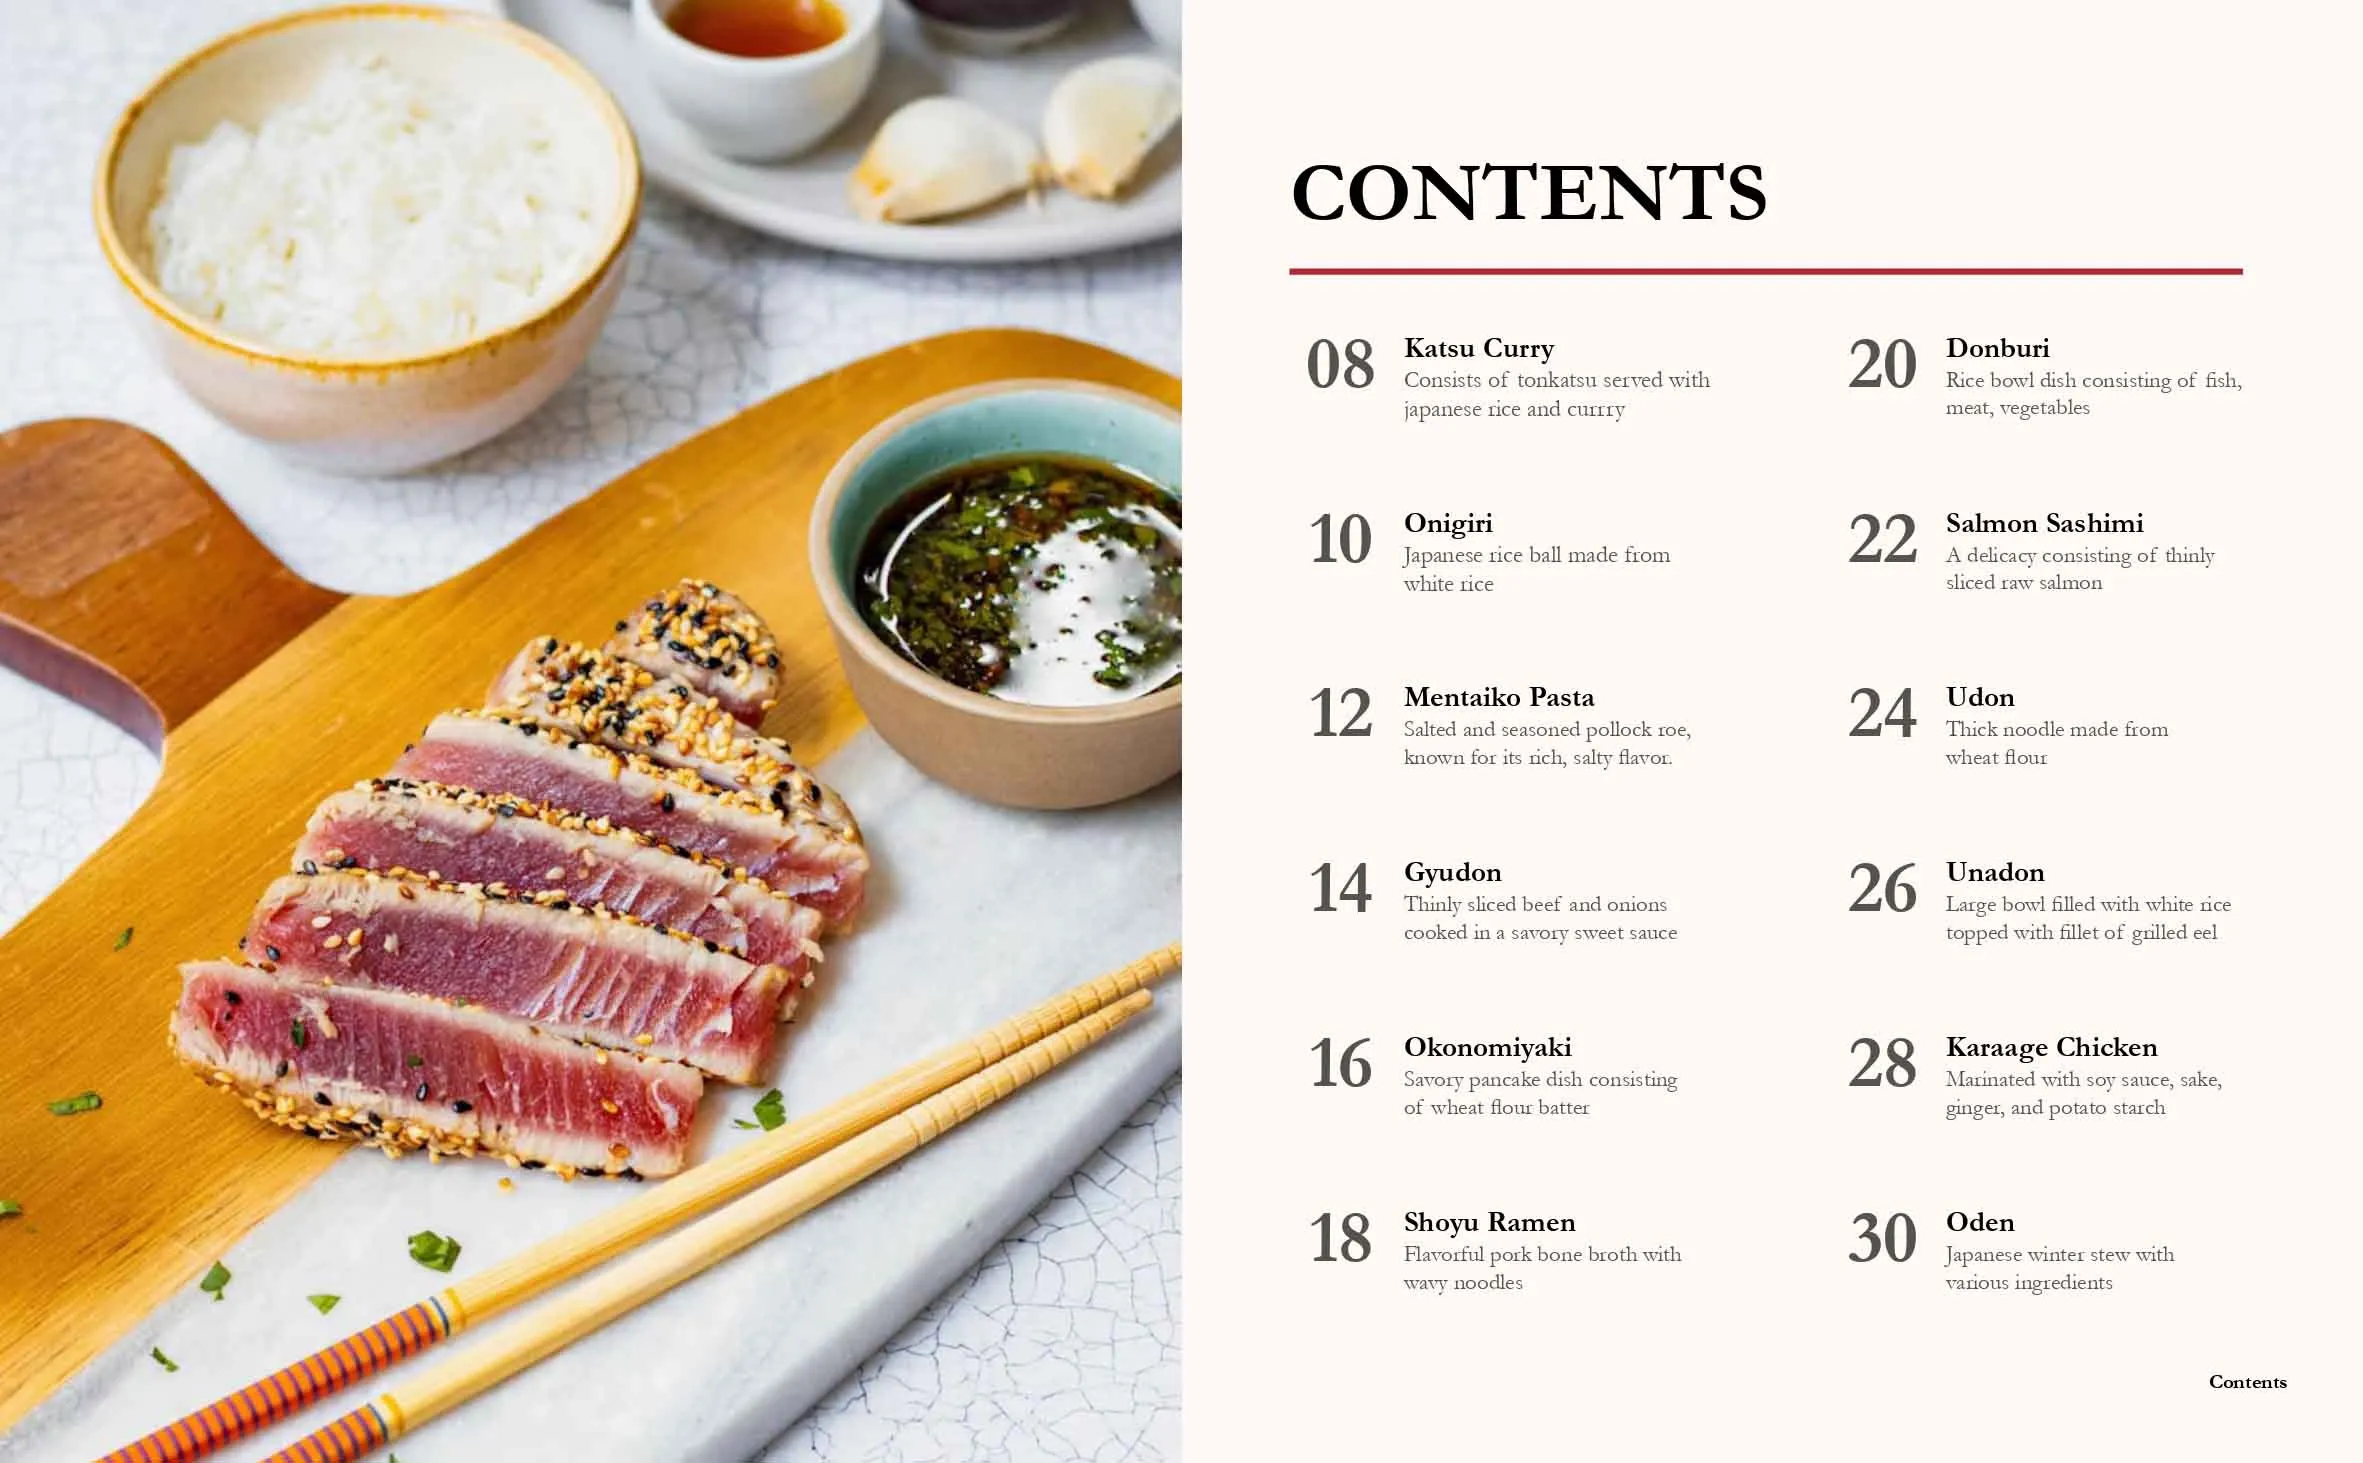 CONTENTS
08
Katsu Curry
Consists of tonkatsu served with
japanese rice and currry
10
Onigiri
Japanese rice ball made from
white rice
12
Mentaiko Pasta
Salted and seasoned pollock roe,
known for its rich, salty flavor.
14
Gyudon
Thinly sliced beef and onions
cooked in a savory sweet sauce
16
Okonomiyaki
Savory pancake dish consisting
of wheat flour batter
18
Shoyu Ramen
Flavorful pork bone broth with
wavy noodles
20
Donburi
Rice bowl dish consisting of fish,
meat, vegetables
22
Salmon Sashimi
A delicacy consisting of thinly
sliced raw salmon
24
Udon
Thick noodle made from
wheat flour
26
Unadon
Large bowl filled with white rice
topped with fillet of grilled eel
28
Karaage Chicken
Marinated with soy sauce, sake,
ginger, and potato starch
30
Oden
Japanese winter stew with
various ingredients
Contents